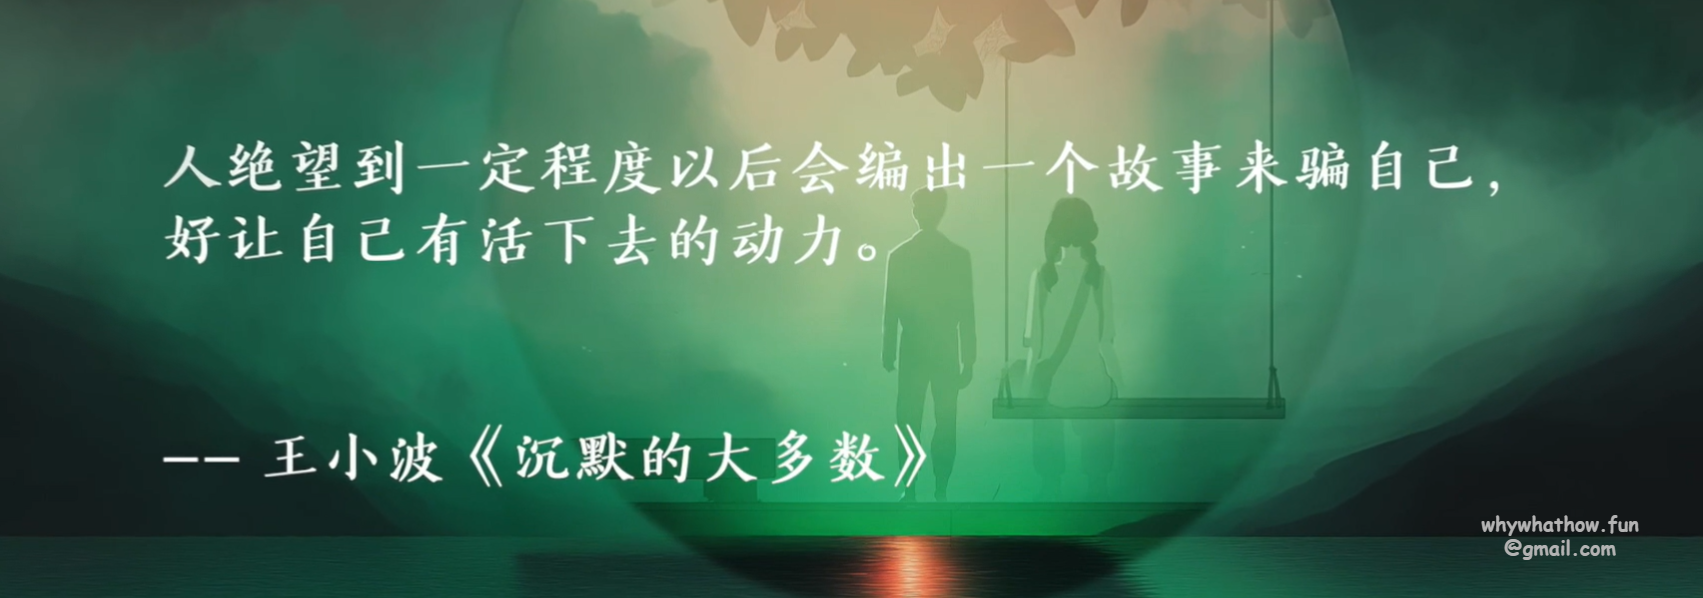 人绝望到一定程度以后会编出一个故事来骗自己，
好让自己有活下去的动力。
-- 王小波《沉默的大多数》
whywhathow.fun
@gmail.com